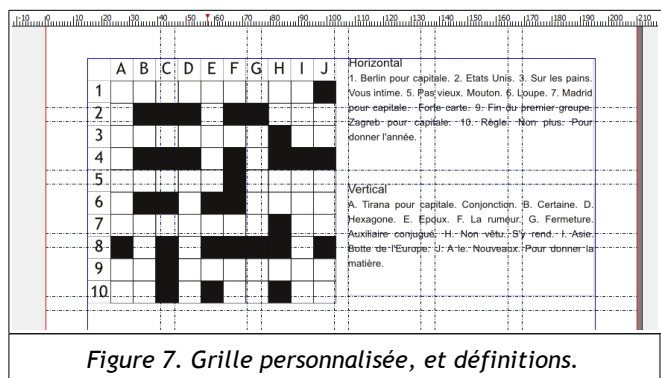 -10 0 10 20 30 40 50 60 70 80 90 100 110 120 130 140 150 160 170 180 190 200 210
A B C D E F G H I J
1
2
3
4
5
6
7
8
9
10
Horizontal
1. Berlin pour capitale. 2. Etats Unis. 3. Sur les pains.
Vous intime. 5. Pas vieux. Mouton. 6. Loupe. 7. Madrid
pour capitale. Forte carte. 9. Fin du premier groupe.
Zagreb pour capitale. 10. Règle. Non plus. Pour
donner l'année.
Vertical
A. Tirana pour capitale. Conjonction. B. Certaine. D.
Hexagone. E. Epoux. F. La rumeur. G. Fermeture.
Auxiliaire conjugué. H. Non vêtu. S'y rend. I. Asie.
Botte de l'Europe. J. A le. Nouveaux. Pour donner la
matière.
Figure 7. Grille personnalisée, et définitions.